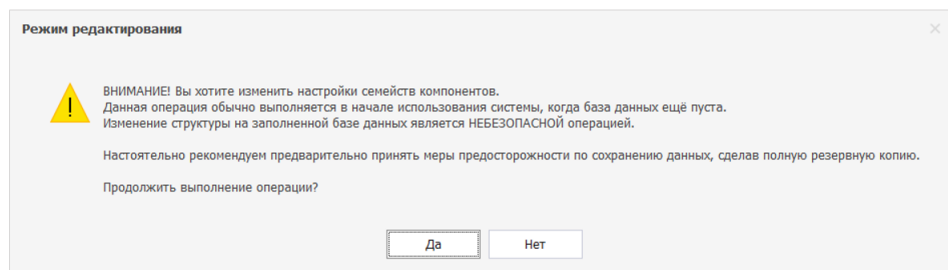 Режим редактирования
ВНИМАНИЕ! Вы хотите изменить настройки семейств компонентов.
Данная операция обычно выполняется в начале использования системы, когда база данных ещё пуста.
Изменение структуры на заполненной базе данных является НЕБЕЗОПАСНОЙ операцией.
Настоятельно рекомендуем предварительно принять меры предосторожности по сохранению данных, сделав полную резервную копию.
Продолжить выполнение операции?
Да Нет